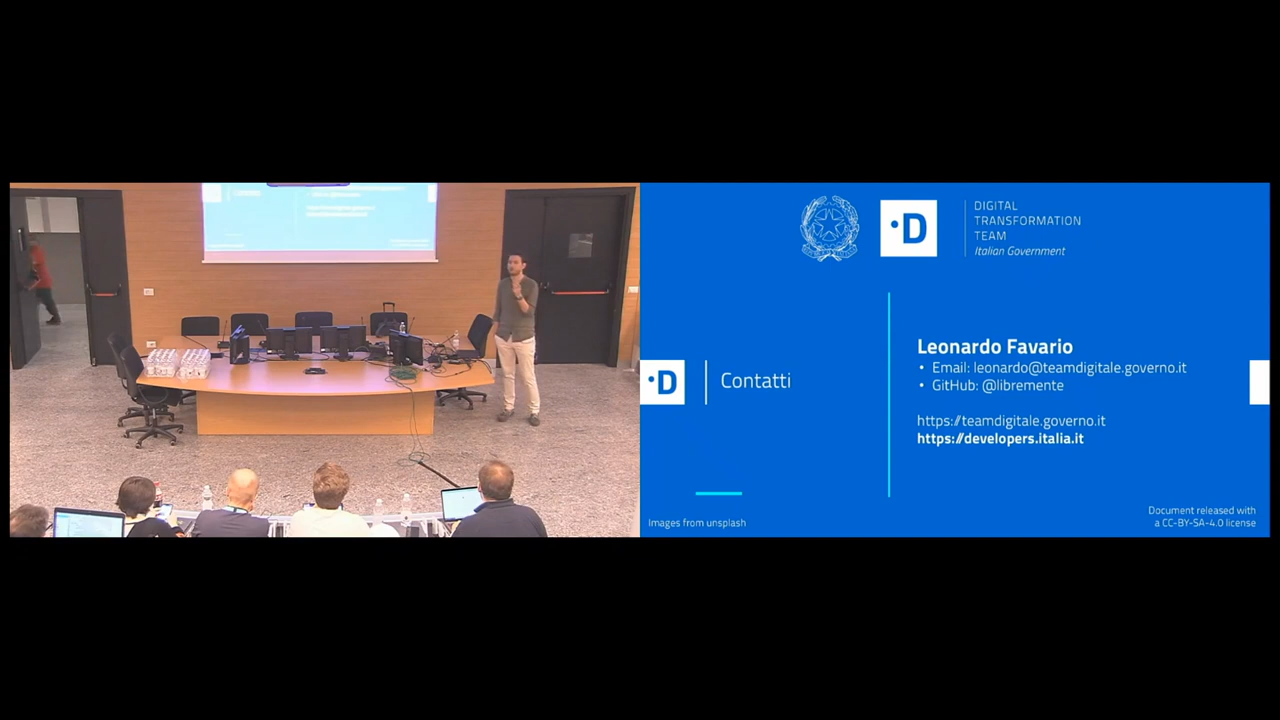 DIGITAL
TRANSFORMATION
TEAM
Italian Government
·D
·D
Contatti
Leonardo Favario
• Email: leonardo@teamdigitale.governo.it
• GitHub: @libremente
https://teamdigitale.governo.it
https://developers.italia.it
Images from unsplash
Document released with
a CC-BY-SA-4.0 license